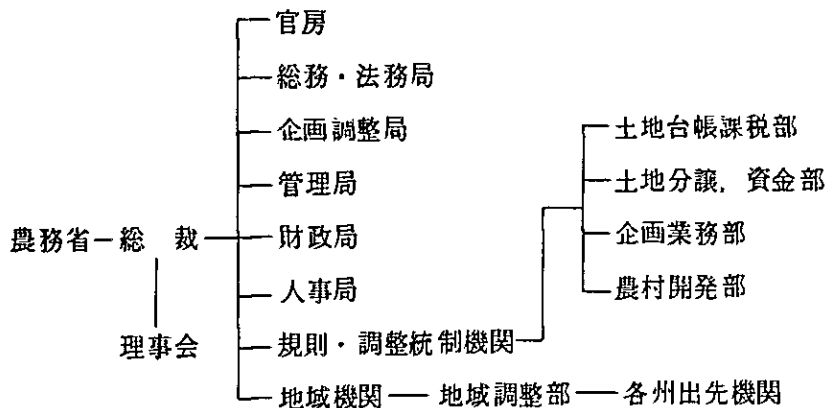 官房
総務・法務局
企画調整局
土地台帳課税部
管理局
土地分譲,資金部
農務省 総裁
財政局
企画業務部
人事局
農村開発部
理事会
規則・調整統制機関
地域機関 地域調整部 各州出先機関